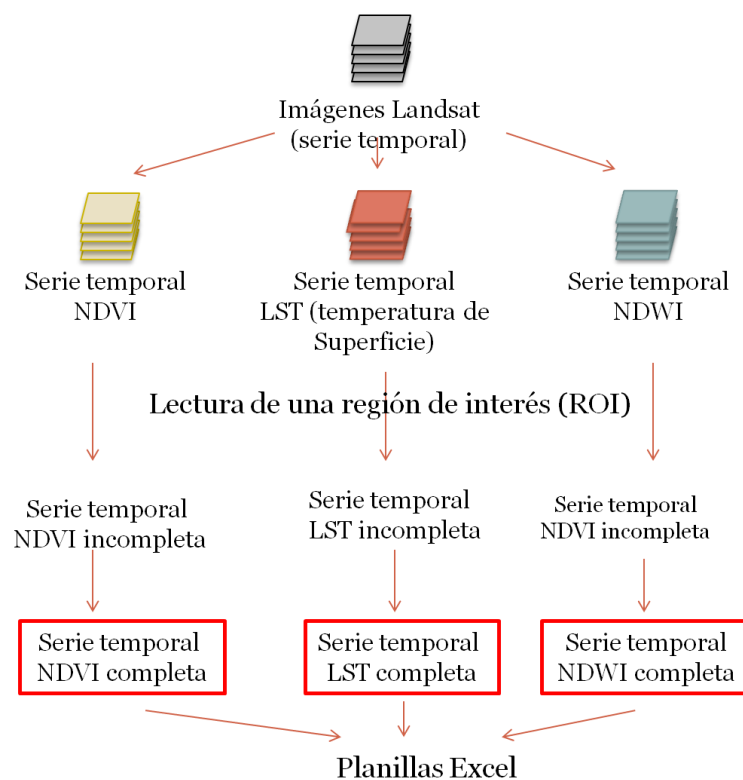 Imágenes Landsat
(serie temporal)
Serie temporal
NDVI
Serie temporal
LST (temperatura de
Superficie)
Serie temporal
NDWI
Lectura de una región de interés (ROI)
Serie temporal
NDVI incompleta
Serie temporal
LST incompleta
Serie temporal
NDVI incompleta
Serie temporal
NDVI completa
Serie temporal
LST completa
Serie temporal
NDWI completa
Planillas Excel